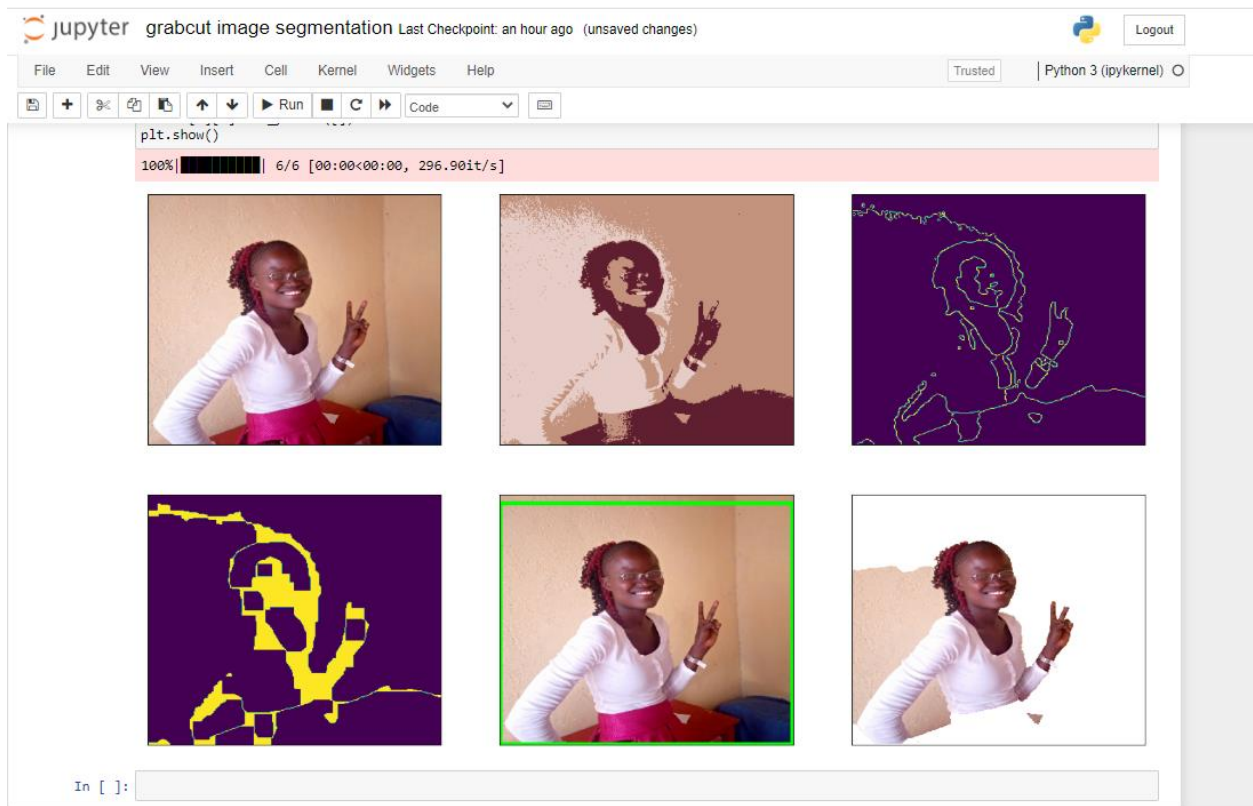 jupyter grabcut image segmentation Last Checkpoint: an hour ago (unsaved changes)
Logout
File Edit View Insert Cell Kernel Widgets Help
Trusted Python 3 (ipykernel)
Run Code
plt.show()
100%| 6/6 [00:00<00:00, 296.90it/s]
In [ ]: